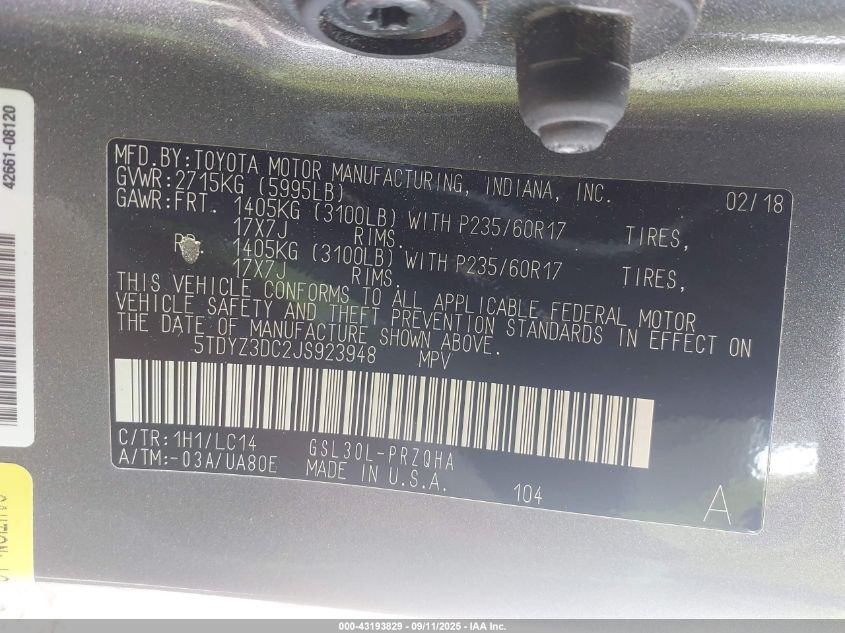 42661-08120
MFD.BY:TOYOTA MOTOR MANUFACTURING, INDIANA, INC. 02/18
GVWR:2715KG (5995LB)
GAWR:FRT. 1405KG (3100LB) WITH P235/60R17 TIRES,
17X7J RIMS.
RR. 1405KG (3100LB) WITH P235/60R17 TIRES,
17X7J RIMS.
THIS VEHICLE CONFORMS TO ALL APPLICABLE FEDERAL MOTOR
VEHICLE SAFETY AND THEFT PREVENTION STANDARDS IN EFFECT ON
THE DATE OF MANUFACTURE SHOWN ABOVE.
5TDYZ3DC2JS923948 MPV
C/TR:1H1/LC14 GSL30L-PRZQHA
A/TM:-03A/UA80E MADE IN U.S.A.
104 A
CAUTION:
000-43193829 - 09/11/2025 - IAA Inc.